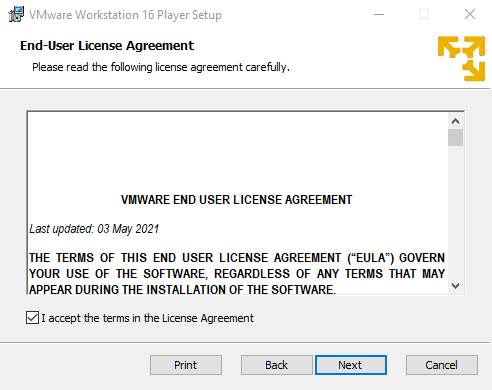 VMware Workstation 16 Player Setup
End-User License Agreement
Please read the following license agreement carefully.
VMWARE END USER LICENSE AGREEMENT
Last updated: 03 May 2021
THE TERMS OF THIS END USER LICENSE AGREEMENT (“EULA”) GOVERN
YOUR USE OF THE SOFTWARE, REGARDLESS OF ANY TERMS THAT MAY
APPEAR DURING THE INSTALLATION OF THE SOFTWARE.
I accept the terms in the License Agreement
Print Back Next Cancel